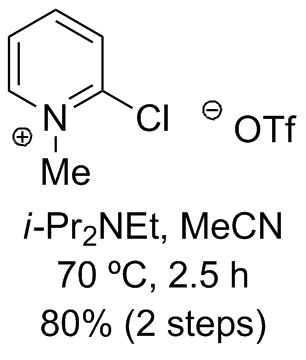 N
Cl
⊕
⊖
OTf
Me
i-Pr₂NEt, MeCN
70 ºC, 2.5 h
80% (2 steps)